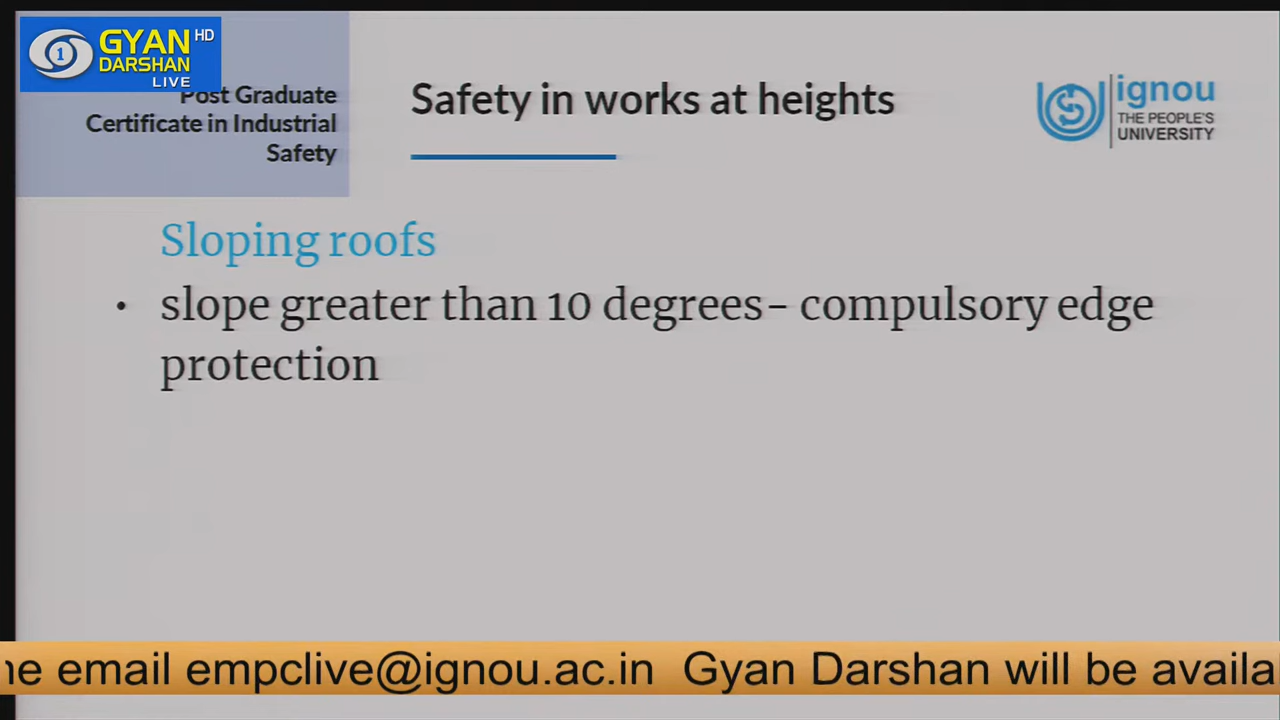 GYAN HD
DARSHAN
LIVE
1
Post Graduate
Certificate in Industrial
Safety
Safety in works at heights
ignou
THE PEOPLE'S
UNIVERSITY
Sloping roofs
• slope greater than 10 degrees- compulsory edge
protection
he email empclive@ignou.ac.in Gyan Darshan will be availa